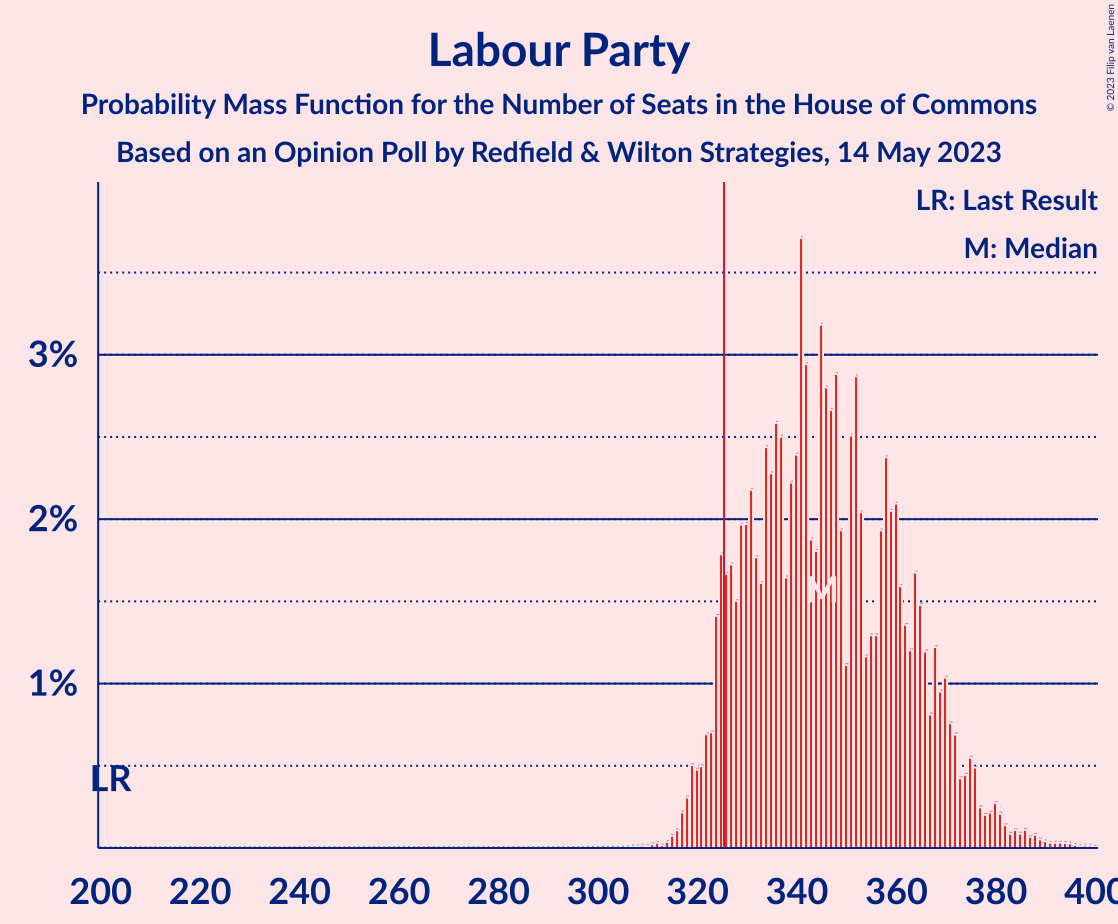 Labour Party
Probability Mass Function for the Number of Seats in the House of Commons
Based on an Opinion Poll by Redfield & Wilton Strategies, 14 May 2023
© 2023 Filip van Laenen
LR: Last Result
M: Median
3%
2%
1%
M
LR
200 220 240 260 280 300 320 340 360 380 400